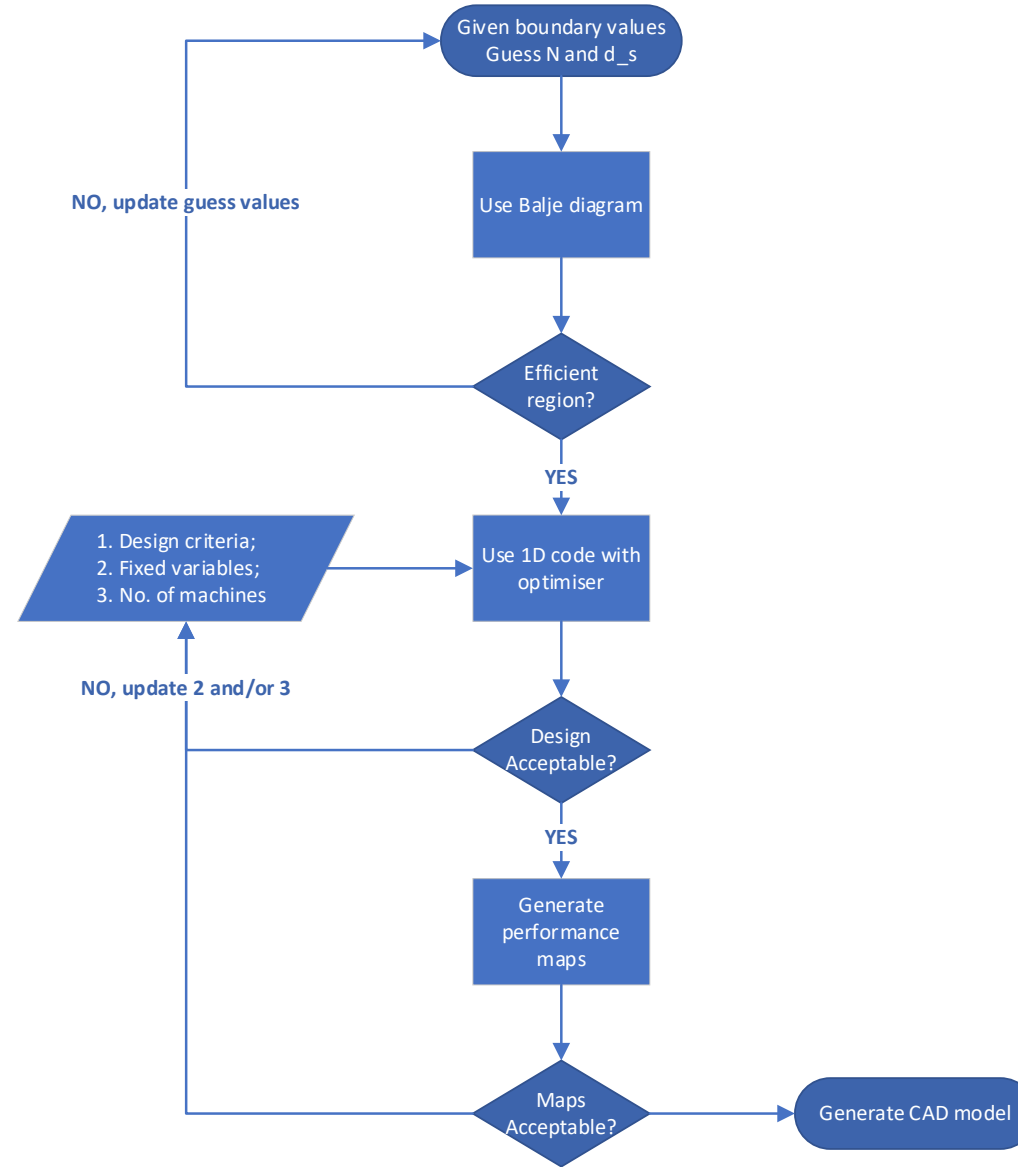 Given boundary values
Guess N and d_s
NO, update guess values
Use Balje diagram
Efficient
region?
YES
1. Design criteria;
2. Fixed variables;
3. No. of machines
Use 1D code with
optimiser
NO, update 2 and/or 3
Design
Acceptable?
YES
Generate
performance
maps
Maps
Acceptable?
Generate CAD model